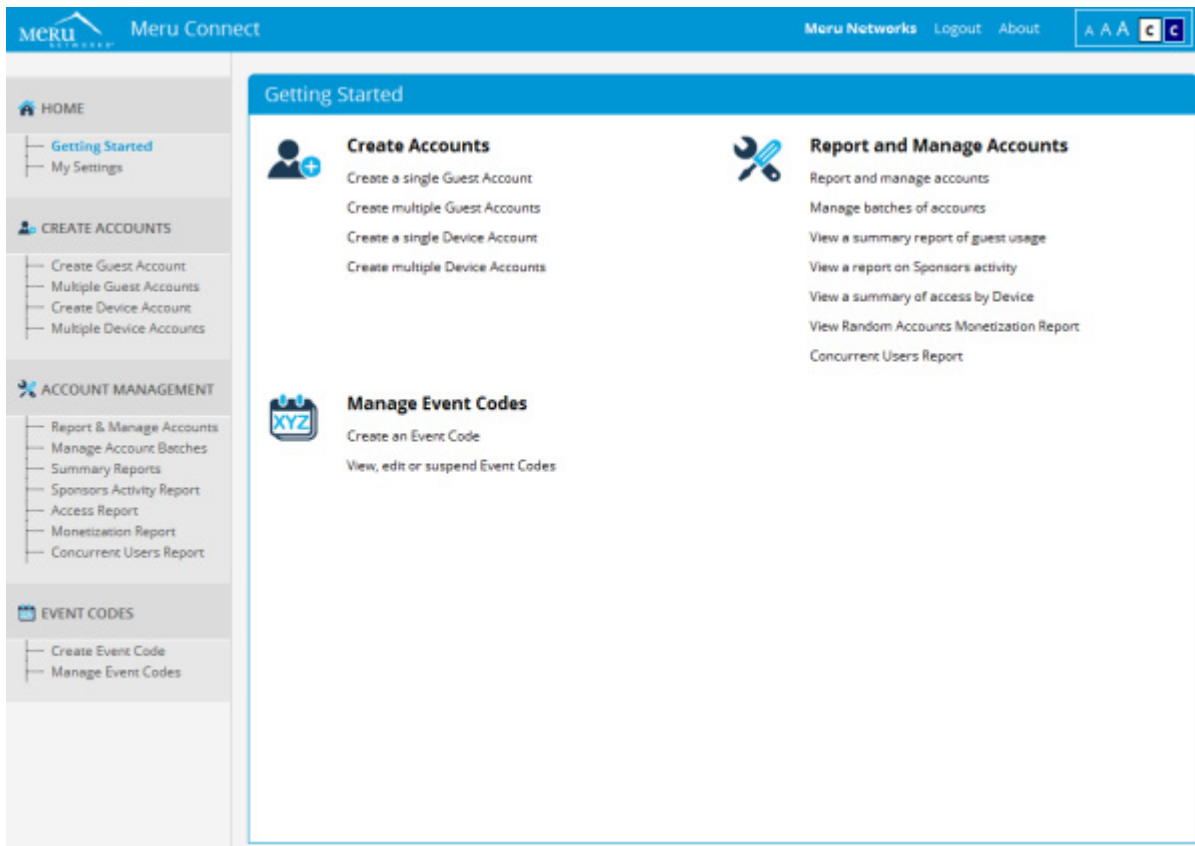 MERU NETWORKS Meru Connect
Meru Networks Logout About A A A C C
HOME
Getting Started
My Settings
CREATE ACCOUNTS
Create Guest Account
Multiple Guest Accounts
Create Device Account
Multiple Device Accounts
ACCOUNT MANAGEMENT
Report & Manage Accounts
Manage Account Batches
Summary Reports
Sponsors Activity Report
Access Report
Monetization Report
Concurrent Users Report
EVENT CODES
Create Event Code
Manage Event Codes
Getting Started
Create Accounts
Create a single Guest Account
Create multiple Guest Accounts
Create a single Device Account
Create multiple Device Accounts
Report and Manage Accounts
Report and manage accounts
Manage batches of accounts
View a summary report of guest usage
View a report on Sponsors activity
View a summary of access by Device
View Random Accounts Monetization Report
Concurrent Users Report
XYZ
Manage Event Codes
Create an Event Code
View, edit or suspend Event Codes